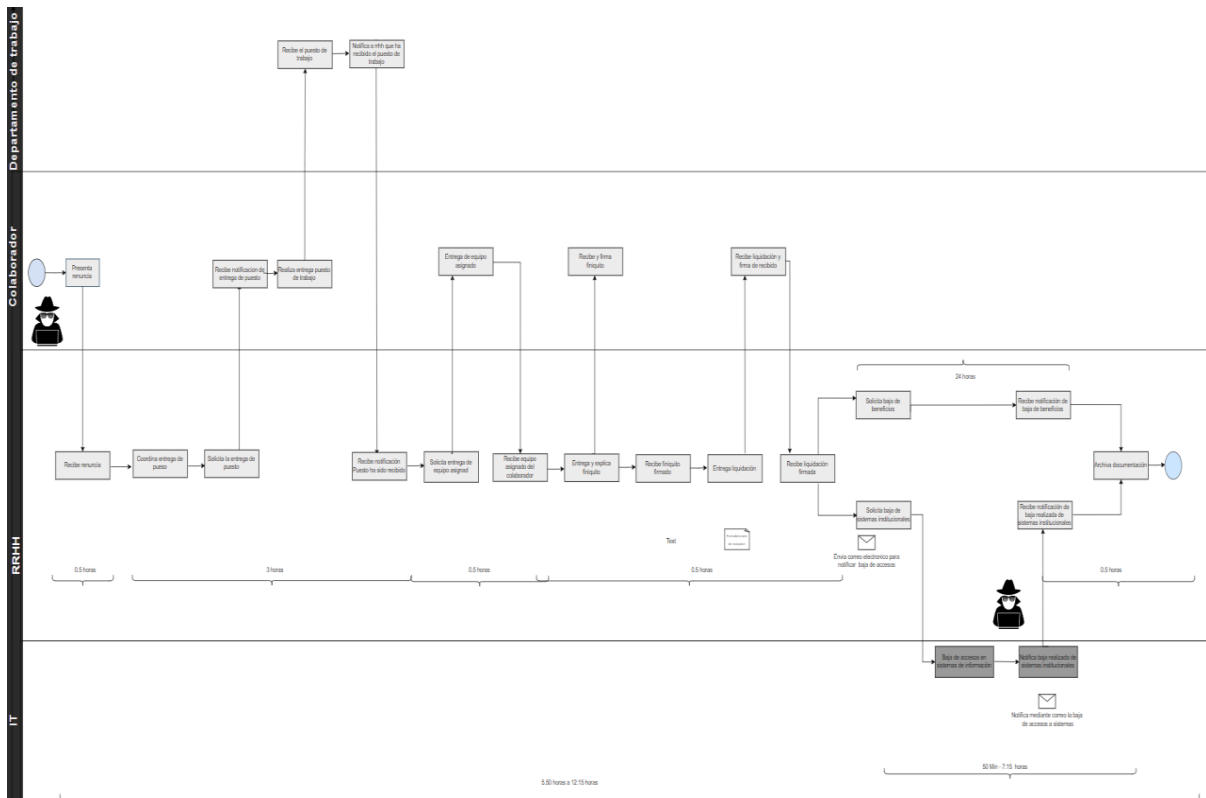 Departamento de trabajo
Recibe el puesto de
trabajo
Notifica a rrhh que ha
recibido el puesto de
trabajo
Colaborador
Presenta
renuncia
Recibe notificacion de
entrega de puesto
Realiza entrega puesto
de trabajo
Entrega de equipo
asignado
Recibe y firma
finiquito
Recibe liquidación y
firma de recibido
RRHH
24 horas
Solicita baja de
beneficios
Recibe notificación de
baja de beneficios
Recibe renuncia
Coordina entrega de
pueso
Solicita la entrega de
puesto
Recibe notificación
Puesto ha sido recibido
Solicita entrega de
equipo asignad
Recibe equipo
asignado del
colaborador
Entrega y explica
finiquito
Recibe finiquito
firmado
Entrega liquidación
Recibe liquidación
firmada
Archiva documentación
Solicita baja de
sistemas institucionales
Recibe notificación de
baja realizada de
sistemas institucionales
Text
Envia correo electronico para
notificar baja de accesos
0.5 horas
3 horas
0.5 horas
0.5 horas
0.5 horas
IT
Baja de accesos en
sistemas de información
Notifica baja realizada de
sistemas institucionales
Notifica mediante correo la baja
de accesos a sistemas
50 Min - 7:15 horas
5.50 horas a 12:15 horas